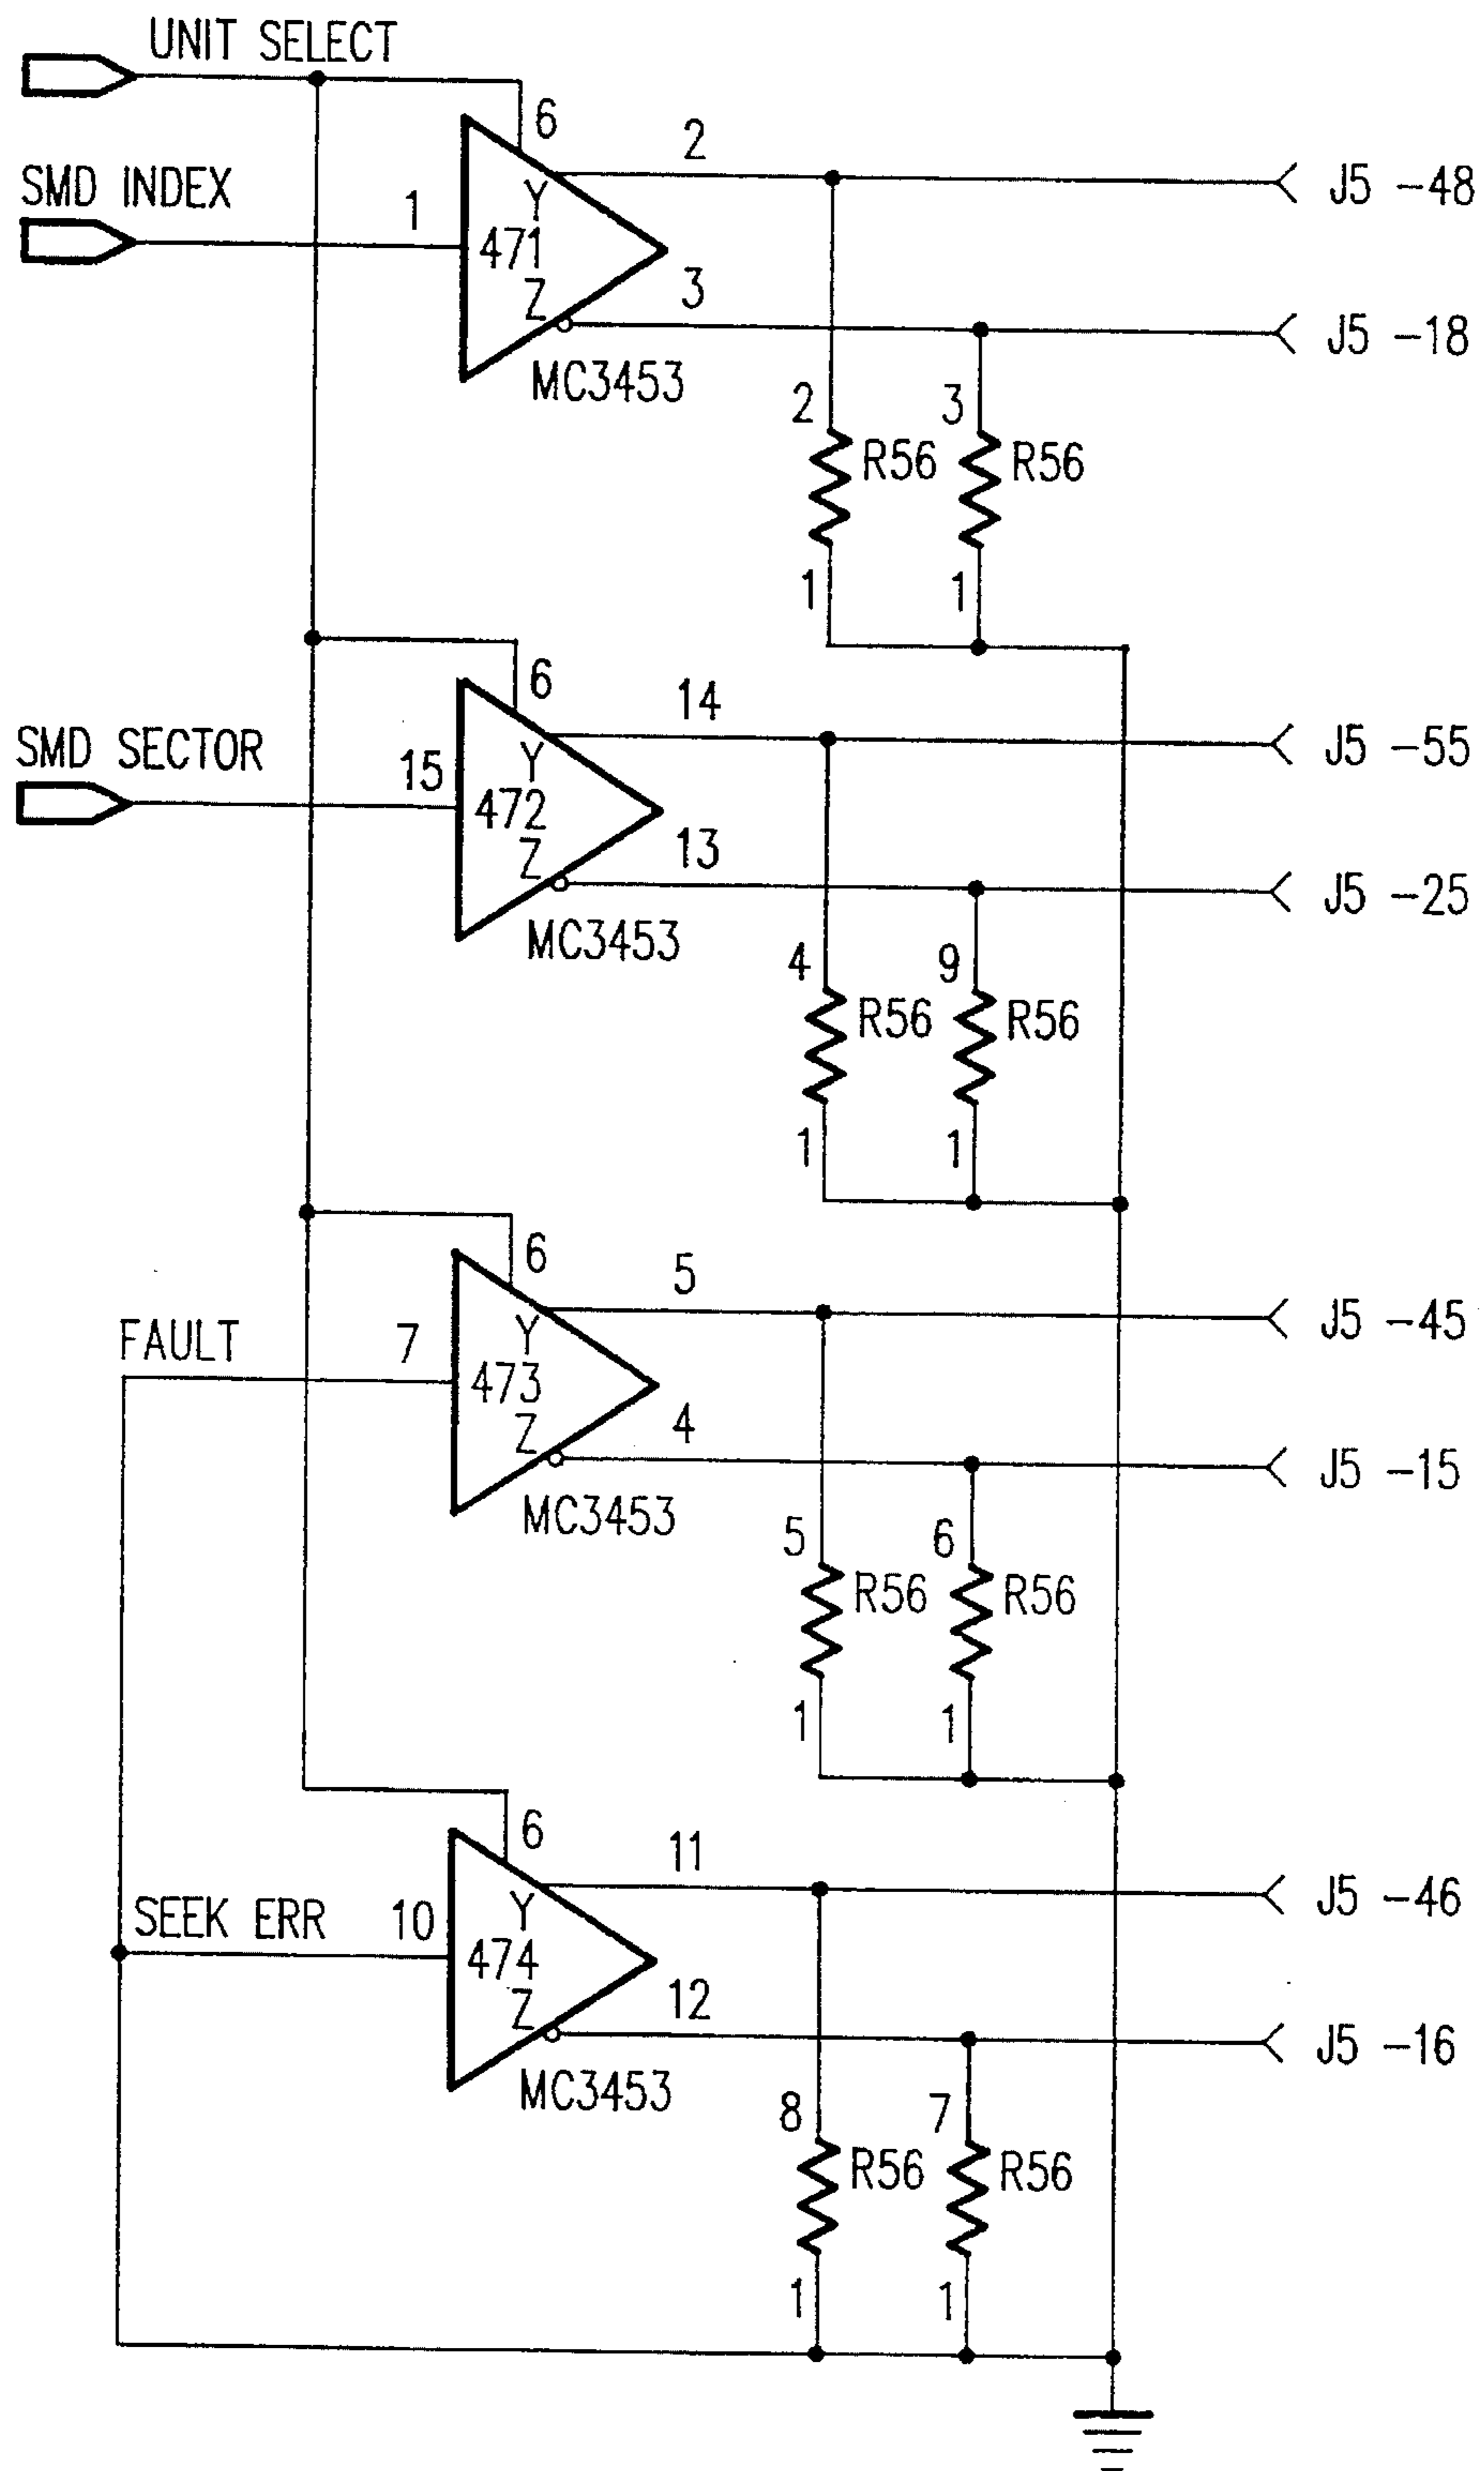 UNIT SELECT
6
2
J5 -48
SMD INDEX
1
Y
471
Z
3
J5 -18
MC3453
2
R56
3
R56
1
1
6
14
J5 -55
SMD SECTOR
15
Y
472
Z
13
J5 -25
MC3453
4
R56
9
R56
1
1
6
5
J5 -45
FAULT
7
Y
473
Z
4
J5 -15
MC3453
5
R56
6
R56
1
1
6
11
J5 -46
SEEK ERR
10
Y
474
Z
12
J5 -16
MC3453
8
R56
7
R56
1
1